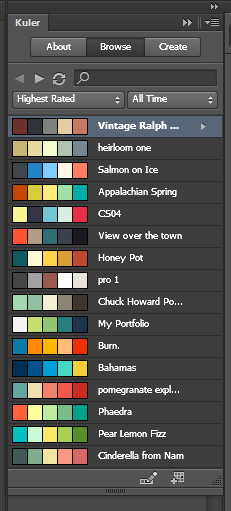 Kuler
About Browse Create
Highest Rated All Time
Vintage Ralph ...
heirloom one
Salmon on Ice
Appalachian Spring
CS04
View over the town
Honey Pot
pro 1
Chuck Howard Po...
My Portfolio
Burn.
Bahamas
pomegranate expl...
Phaedra
Pear Lemon Fizz
Cinderella from Nam